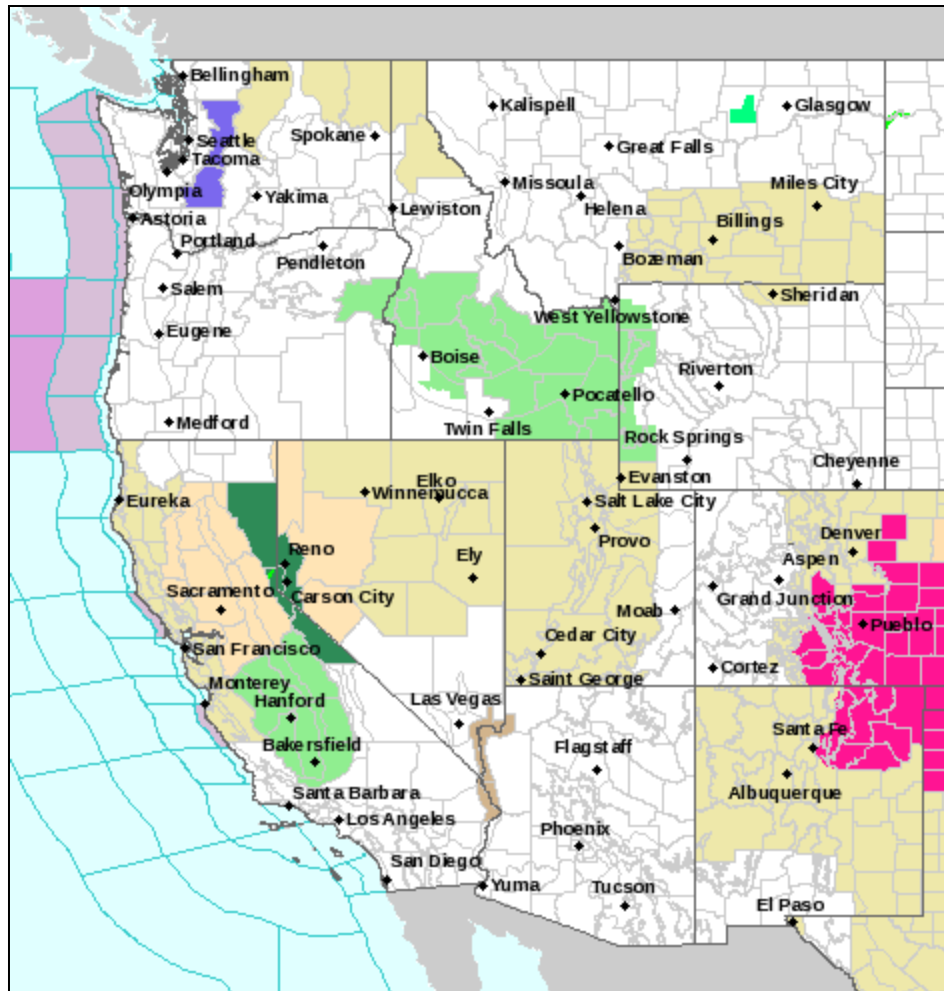 Bellingham
Kalispell
Glasgow
Seattle
Spokane
Great Falls
Tacoma
Olympia
Yakima
Missoula
Miles City
Astoria
Lewiston
Helena
Billings
Portland
Pendleton
Bozeman
Salem
Sheridan
West Yellowstone
Eugene
Boise
Riverton
Pocatello
Medford
Twin Falls
Rock Springs
Cheyenne
Eureka
Winnemucca
Elko
Evanston
Salt Lake City
Provo
Denver
Reno
Ely
Aspen
Sacramento
Carson City
Moab
Grand Junction
Pueblo
San Francisco
Cedar City
Cortez
Saint George
Monterey
Hanford
Las Vegas
Bakersfield
Flagstaff
Santa Fe
Albuquerque
Santa Barbara
Los Angeles
Phoenix
San Diego
Yuma
Tucson
El Paso